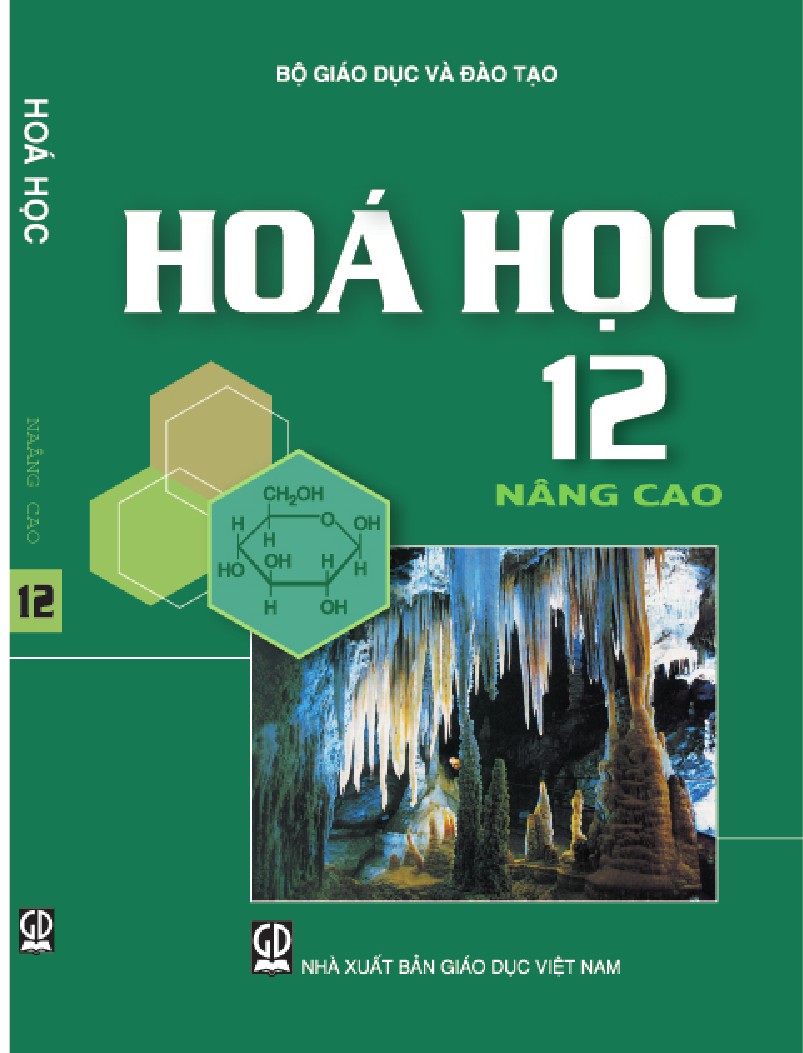 BỘ GIÁO DỤC VÀ ĐÀO TẠO
HOÁ HỌC
HOÁ HỌC
12
NÂNG CAO
NAÂNG CAO
CH₂OH
H
O
OH
H
HO
OH
H
H
H
OH
12
GD
GD
NHÀ XUẤT BẢN GIÁO DỤC VIỆT NAM